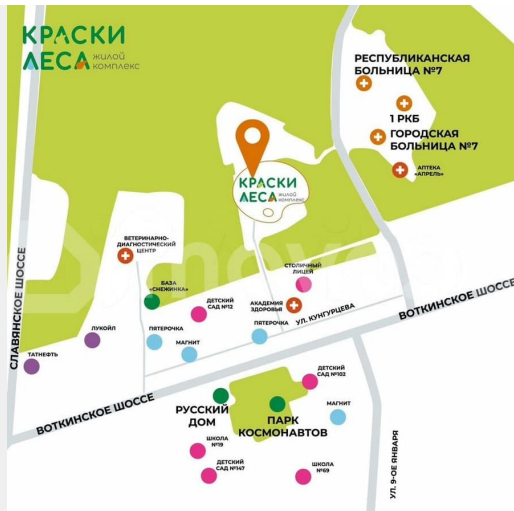 КРАСКИ
ЛЕСА жилой
комплекс
РЕСПУБЛИКАНСКАЯ
БОЛЬНИЦА №7
1 РКБ
ГОРОДСКАЯ
БОЛЬНИЦА №7
АПТЕКА
«АПРЕЛЬ»
КРАСКИ
ЛЕСА жилой
комплекс
ВЕТЕРИНАРНО-
ДИАГНОСТИЧЕСКИЙ
ЦЕНТР
СТОЛИЧНЫЙ
ЛИЦЕЙ
БАЗА
«СНЕЖИНКА»
ДЕТСКИЙ
САД №12
АКАДЕМИЯ
ЗДОРОВЬЯ
УЛ. КУНГУРЦЕВА
ВОТКИНСКОЕ ШОССЕ
СЛАВЯНСКОЕ ШОССЕ
ЛУКОЙЛ
ПЯТЕРОЧКА
ПЯТЕРОЧКА
ТАТНЕФТЬ
МАГНИТ
ДЕТСКИЙ
САД №102
ВОТКИНСКОЕ ШОССЕ
РУССКИЙ
ДОМ
ПАРК
КОСМОНАВТОВ
МАГНИТ
ШКОЛА
№19
ДЕТСКИЙ
САД №147
ШКОЛА
№69
УЛ. 9-ОЕ ЯНВАРЯ